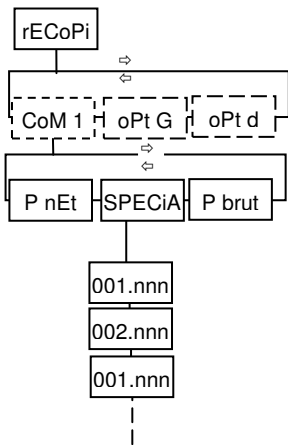 rECoPi
CoM 1 oPt G oPt d
P nEt SPECiA P brut
001.nnn
002.nnn
001.nnn